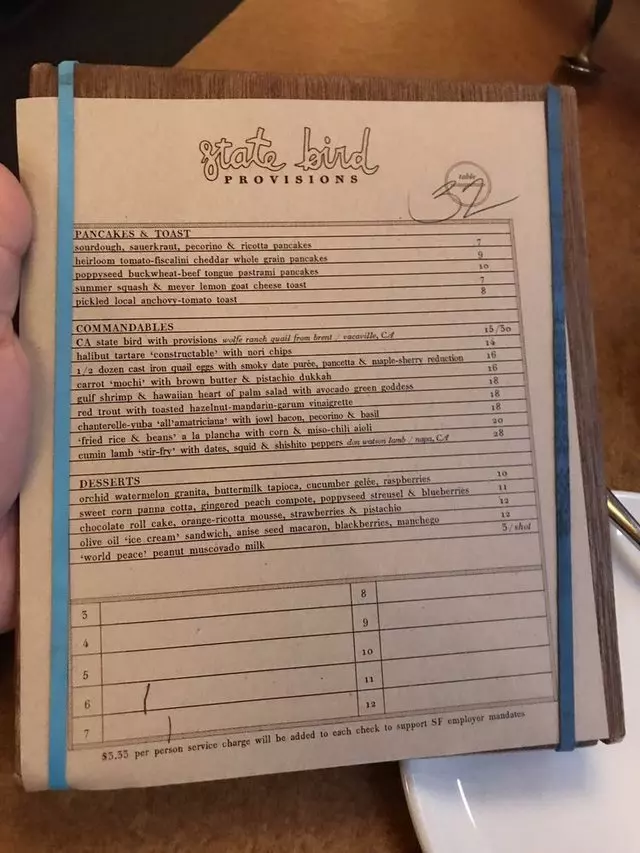 state bird
PROVISIONS
table
32
PANCAKES & TOAST
sourdough, sauerkraut, pecorino & ricotta pancakes 7
heirloom tomato-fiscalini cheddar whole grain pancakes 9
poppyseed buckwheat-beef tongue pastrami pancakes 10
summer squash & meyer lemon goat cheese toast 7
pickled local anchovy-tomato toast 8
COMMANDABLES
CA state bird with provisions wolfe ranch quail from brent / vacaville, CA 15/30
halibut tartare 'constructable' with nori chips 14
1/2 dozen cast iron quail eggs with smoky date purée, pancetta & maple-sherry reduction 16
carrot 'mochi' with brown butter & pistachio dukkah 16
gulf shrimp & hawaiian heart of palm salad with avocado green goddess 18
red trout with toasted hazelnut-mandarin-garum vinaigrette 18
chanterelle-yuba 'all'amatriciana' with jowl bacon, pecorino & basil 18
'fried rice & beans' a la plancha with corn & miso-chili aioli 20
cumin lamb 'stir-fry' with dates, squid & shishito peppers don watson lamb / napa, CA 28
DESSERTS
orchid watermelon granita, buttermilk tapioca, cucumber gelée, raspberries 10
sweet corn panna cotta, gingered peach compote, poppyseed streusel & blueberries 11
chocolate roll cake, orange-ricotta mousse, strawberries & pistachio 12
olive oil 'ice cream' sandwich, anise seed macaron, blackberries, manchego 12
'world peace' peanut muscovado milk 3/shot
3 8
4 9
5 10
6 11
7 12
$3.35 per person service charge will be added to each check to support SF employer mandates